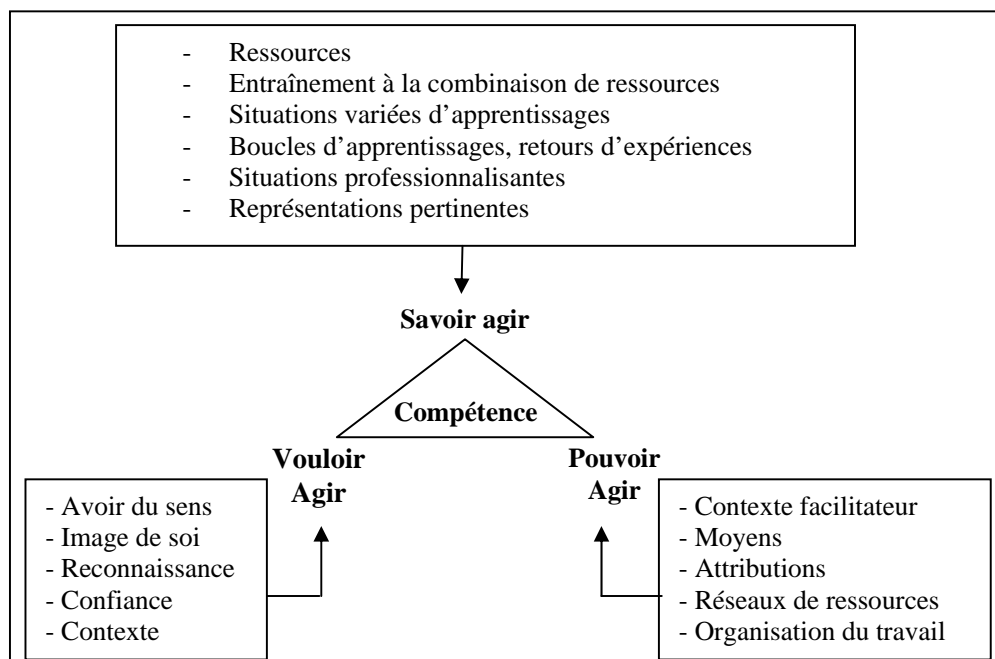 - Ressources
- Entraînement à la combinaison de ressources
- Situations variées d'apprentissages
- Boucles d'apprentissages, retours d'expériences
- Situations professionnalisantes
- Représentations pertinentes
Savoir agir
Compétence
Vouloir
Agir
Pouvoir
Agir
- Avoir du sens
- Image de soi
- Reconnaissance
- Confiance
- Contexte
- Contexte facilitateur
- Moyens
- Attributions
- Réseaux de ressources
- Organisation du travail